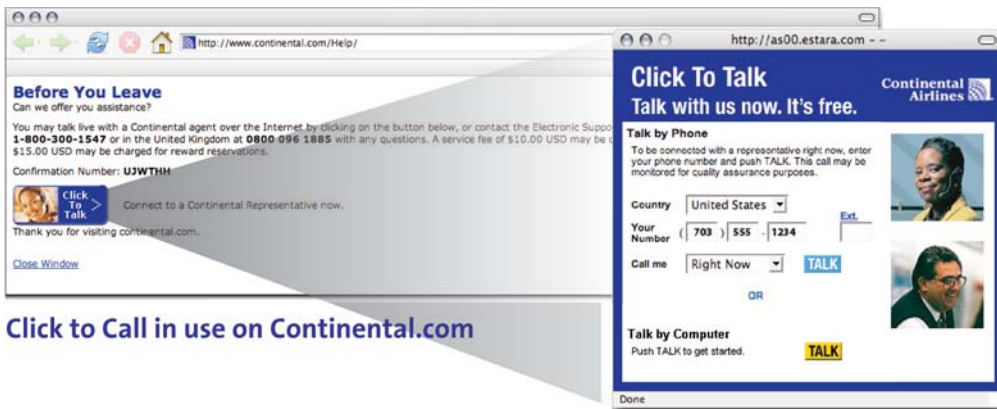 http://www.continental.com/Help/
Before You Leave
Can we offer you assistance?
You may talk live with a Continental agent over the Internet by clicking on the button below, or contact the Electronic Suppo
1-800-300-1547 or in the United Kingdom at 0800 096 1885 with any questions. A service fee of $10.00 USD may be
$15.00 USD may be charged for reward reservations.
Confirmation Number: UJWTHH
Click
To
Talk >
Connect to a Continental Representative now.
Thank you for visiting continental.com.
Close Window
Click to Call in use on Continental.com
http://as00.estara.com – –
Click To Talk
Talk with us now. It's free.
Continental
Airlines
Talk by Phone
To be connected with a representative right now, enter
your phone number and push TALK. This call may be
monitored for quality assurance purposes.
Country United States
Ext.
Your
Number ( 703 ) 555 - 1234
Call me Right Now TALK
OR
Talk by Computer
Push TALK to get started. TALK
Done